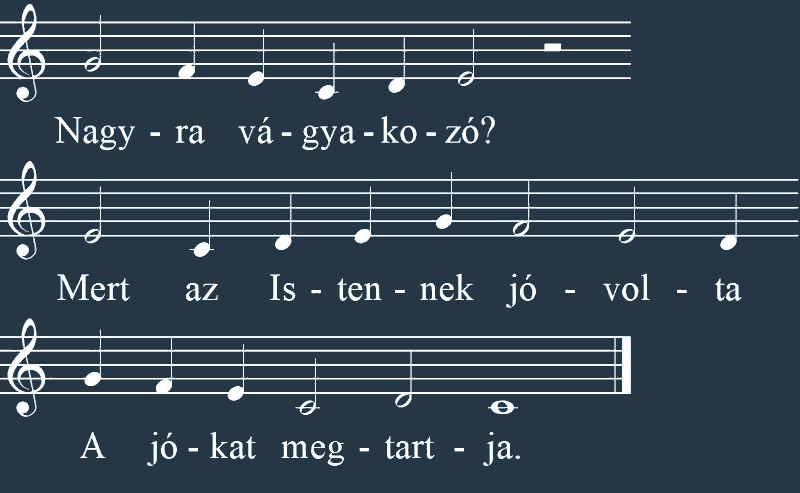 Nagy - ra vá - gya - ko - zó?
Mert az Is - ten - nek jó - vol - ta
A jó - kat meg - tart - ja.